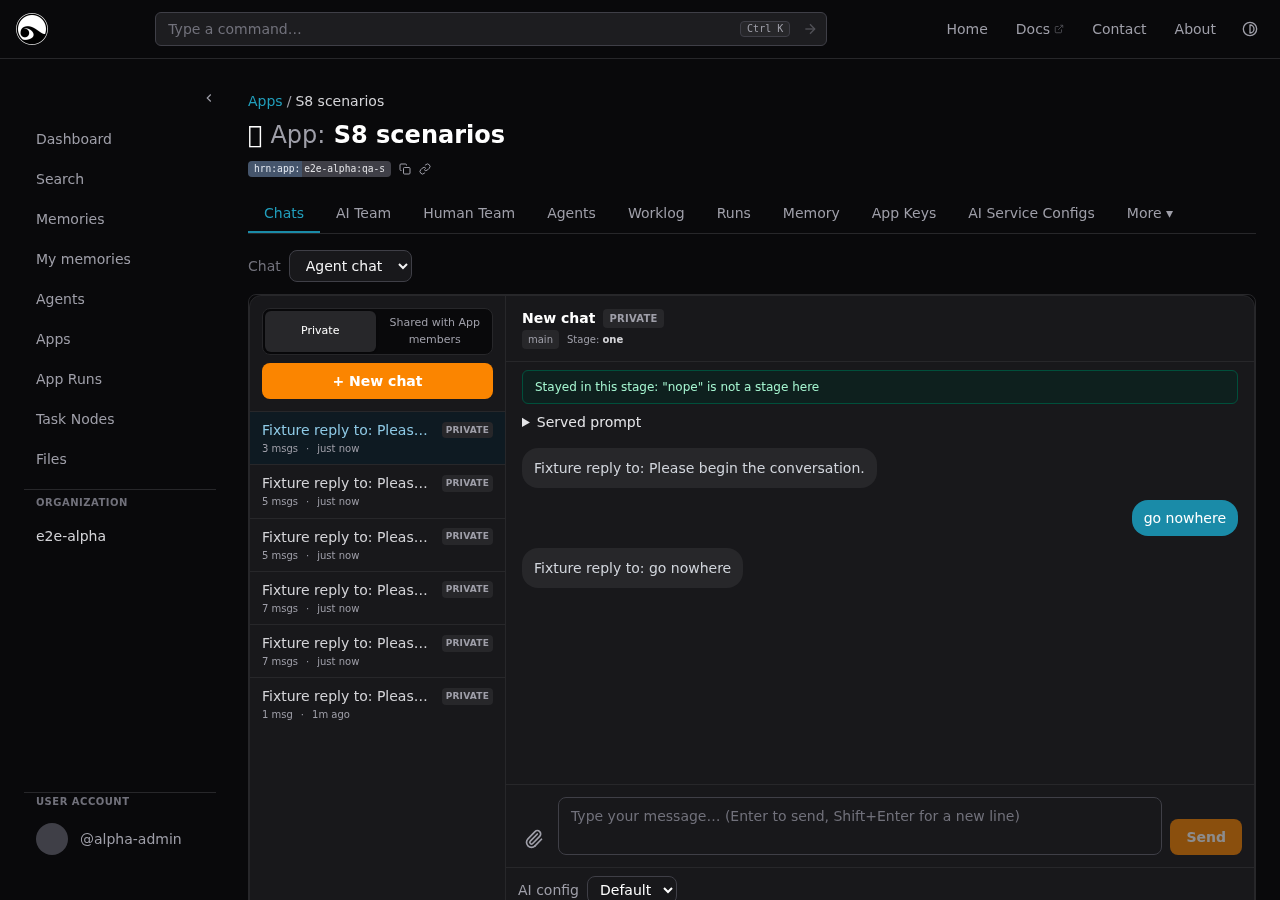 Type a command...
Ctrl K
Home
Docs
Contact
About
Dashboard
Search
Memories
My memories
Agents
Apps
App Runs
Task Nodes
Files
ORGANIZATION
e2e-alpha
USER ACCOUNT
@alpha-admin
Apps / S8 scenarios
App: S8 scenarios
hrn:app: e2e-alpha:qa-s
Chats
AI Team
Human Team
Agents
Worklog
Runs
Memory
App Keys
AI Service Configs
More ▾
Chat
Agent chat
Private
Shared with App
members
+ New chat
Fixture reply to: Pleas... PRIVATE
3 msgs · just now
Fixture reply to: Pleas... PRIVATE
5 msgs · just now
Fixture reply to: Pleas... PRIVATE
5 msgs · just now
Fixture reply to: Pleas... PRIVATE
7 msgs · just now
Fixture reply to: Pleas... PRIVATE
7 msgs · just now
Fixture reply to: Pleas... PRIVATE
1 msg · 1m ago
New chat PRIVATE
main Stage: one
Stayed in this stage: "nope" is not a stage here
▶ Served prompt
Fixture reply to: Please begin the conversation.
go nowhere
Fixture reply to: go nowhere
Type your message... (Enter to send, Shift+Enter for a new line)
Send
AI config
Default